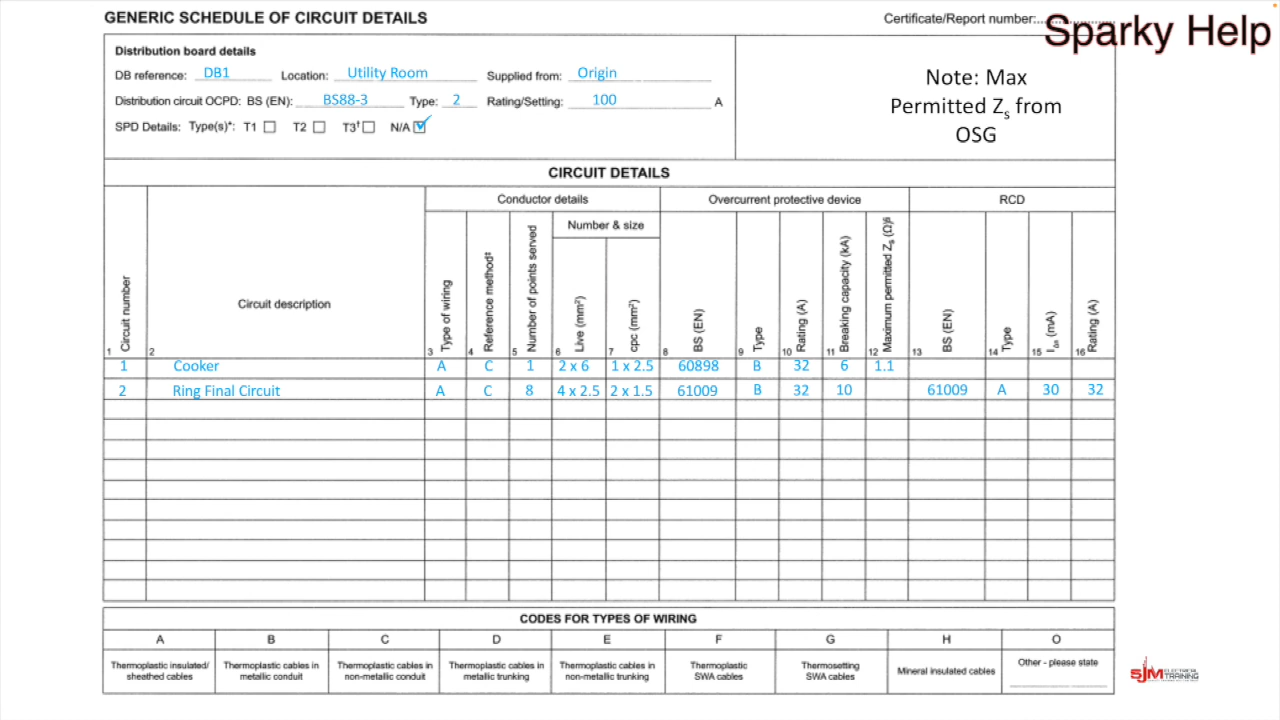 GENERIC SCHEDULE OF CIRCUIT DETAILS
Certificate/Report number:
Sparky Help
Distribution board details
DB reference: DB1 Location: Utility Room Supplied from: Origin
Distribution circuit OCPD: BS (EN): BS88-3 Type: 2 Rating/Setting: 100 A
SPD Details: Type(s)*: T1 T2 T3† N/A
Note: Max
Permitted Zs from
OSG
CIRCUIT DETAILS
Conductor details Overcurrent protective device RCD
Number & size
1 Circuit number
2 Circuit description
3 Type of wiring
4 Reference method‡
5 Number of points served
6 Live (mm²)
7 cpc (mm²)
8 BS (EN)
9 Type
10 Rating (A)
11 Breaking capacity (kA)
12 Maximum permitted Zs (Ω)§
13 BS (EN)
14 Type
15 IΔn (mA)
16 Rating (A)
1 Cooker A C 1 2 x 6 1 x 2.5 60898 B 32 6 1.1
2 Ring Final Circuit A C 8 4 x 2.5 2 x 1.5 61009 B 32 10 61009 A 30 32
CODES FOR TYPES OF WIRING
A B C D E F G H O
Thermoplastic insulated/ sheathed cables
Thermoplastic cables in metallic conduit
Thermoplastic cables in non-metallic conduit
Thermoplastic cables in metallic trunking
Thermoplastic cables in non-metallic trunking
Thermoplastic SWA cables
Thermosetting SWA cables
Mineral insulated cables
Other - please state
SJM ELECTRICAL TRAINING